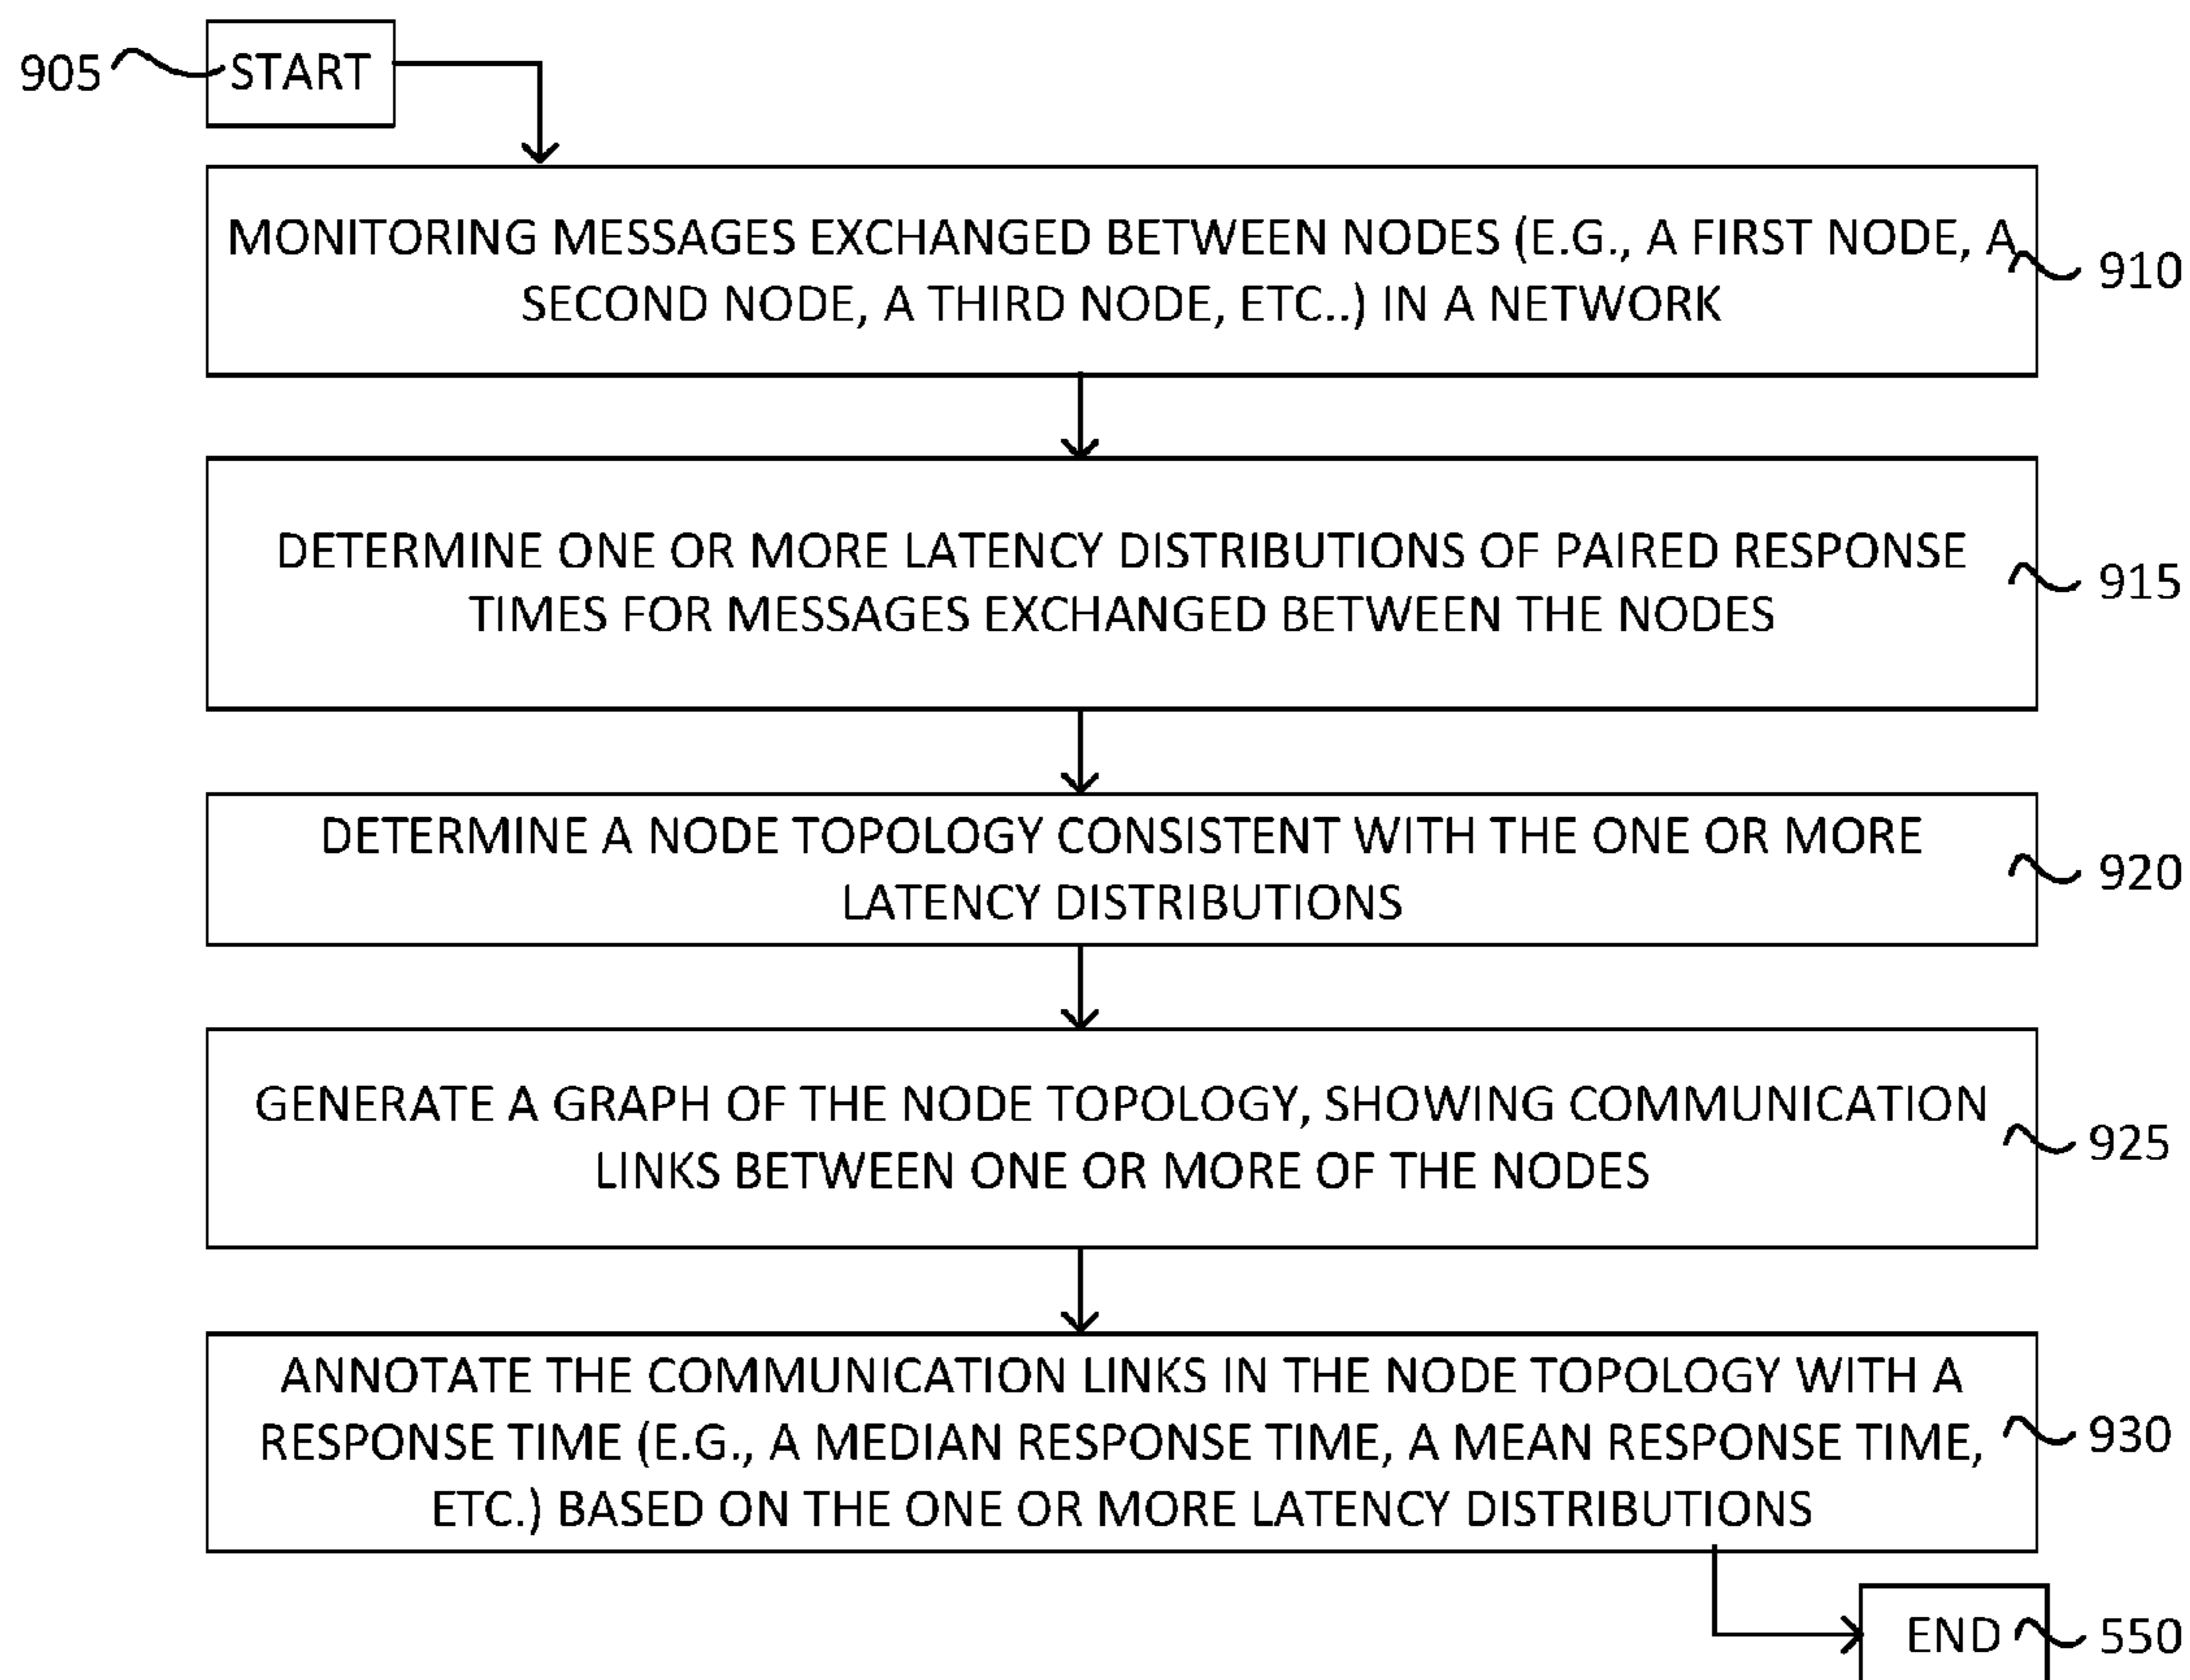 905
START
MONITORING MESSAGES EXCHANGED BETWEEN NODES (E.G., A FIRST NODE, A
SECOND NODE, A THIRD NODE, ETC..) IN A NETWORK
910
DETERMINE ONE OR MORE LATENCY DISTRIBUTIONS OF PAIRED RESPONSE
TIMES FOR MESSAGES EXCHANGED BETWEEN THE NODES
915
DETERMINE A NODE TOPOLOGY CONSISTENT WITH THE ONE OR MORE
LATENCY DISTRIBUTIONS
920
GENERATE A GRAPH OF THE NODE TOPOLOGY, SHOWING COMMUNICATION
LINKS BETWEEN ONE OR MORE OF THE NODES
925
ANNOTATE THE COMMUNICATION LINKS IN THE NODE TOPOLOGY WITH A
RESPONSE TIME (E.G., A MEDIAN RESPONSE TIME, A MEAN RESPONSE TIME,
ETC.) BASED ON THE ONE OR MORE LATENCY DISTRIBUTIONS
930
END
550